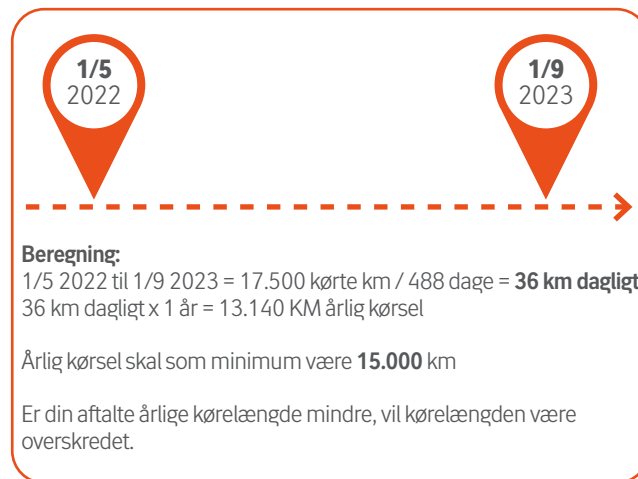 1/5
2022
1/9
2023
Beregning:
1/5 2022 til 1/9 2023 = 17.500 kørte km / 488 dage = 36 km dagligt
36 km dagligt x 1 år = 13.140 KM årlig kørsel
Årlig kørsel skal som minimum være 15.000 km
Er din aftalte årlige kørelængde mindre, vil kørelængden være
overskredet.